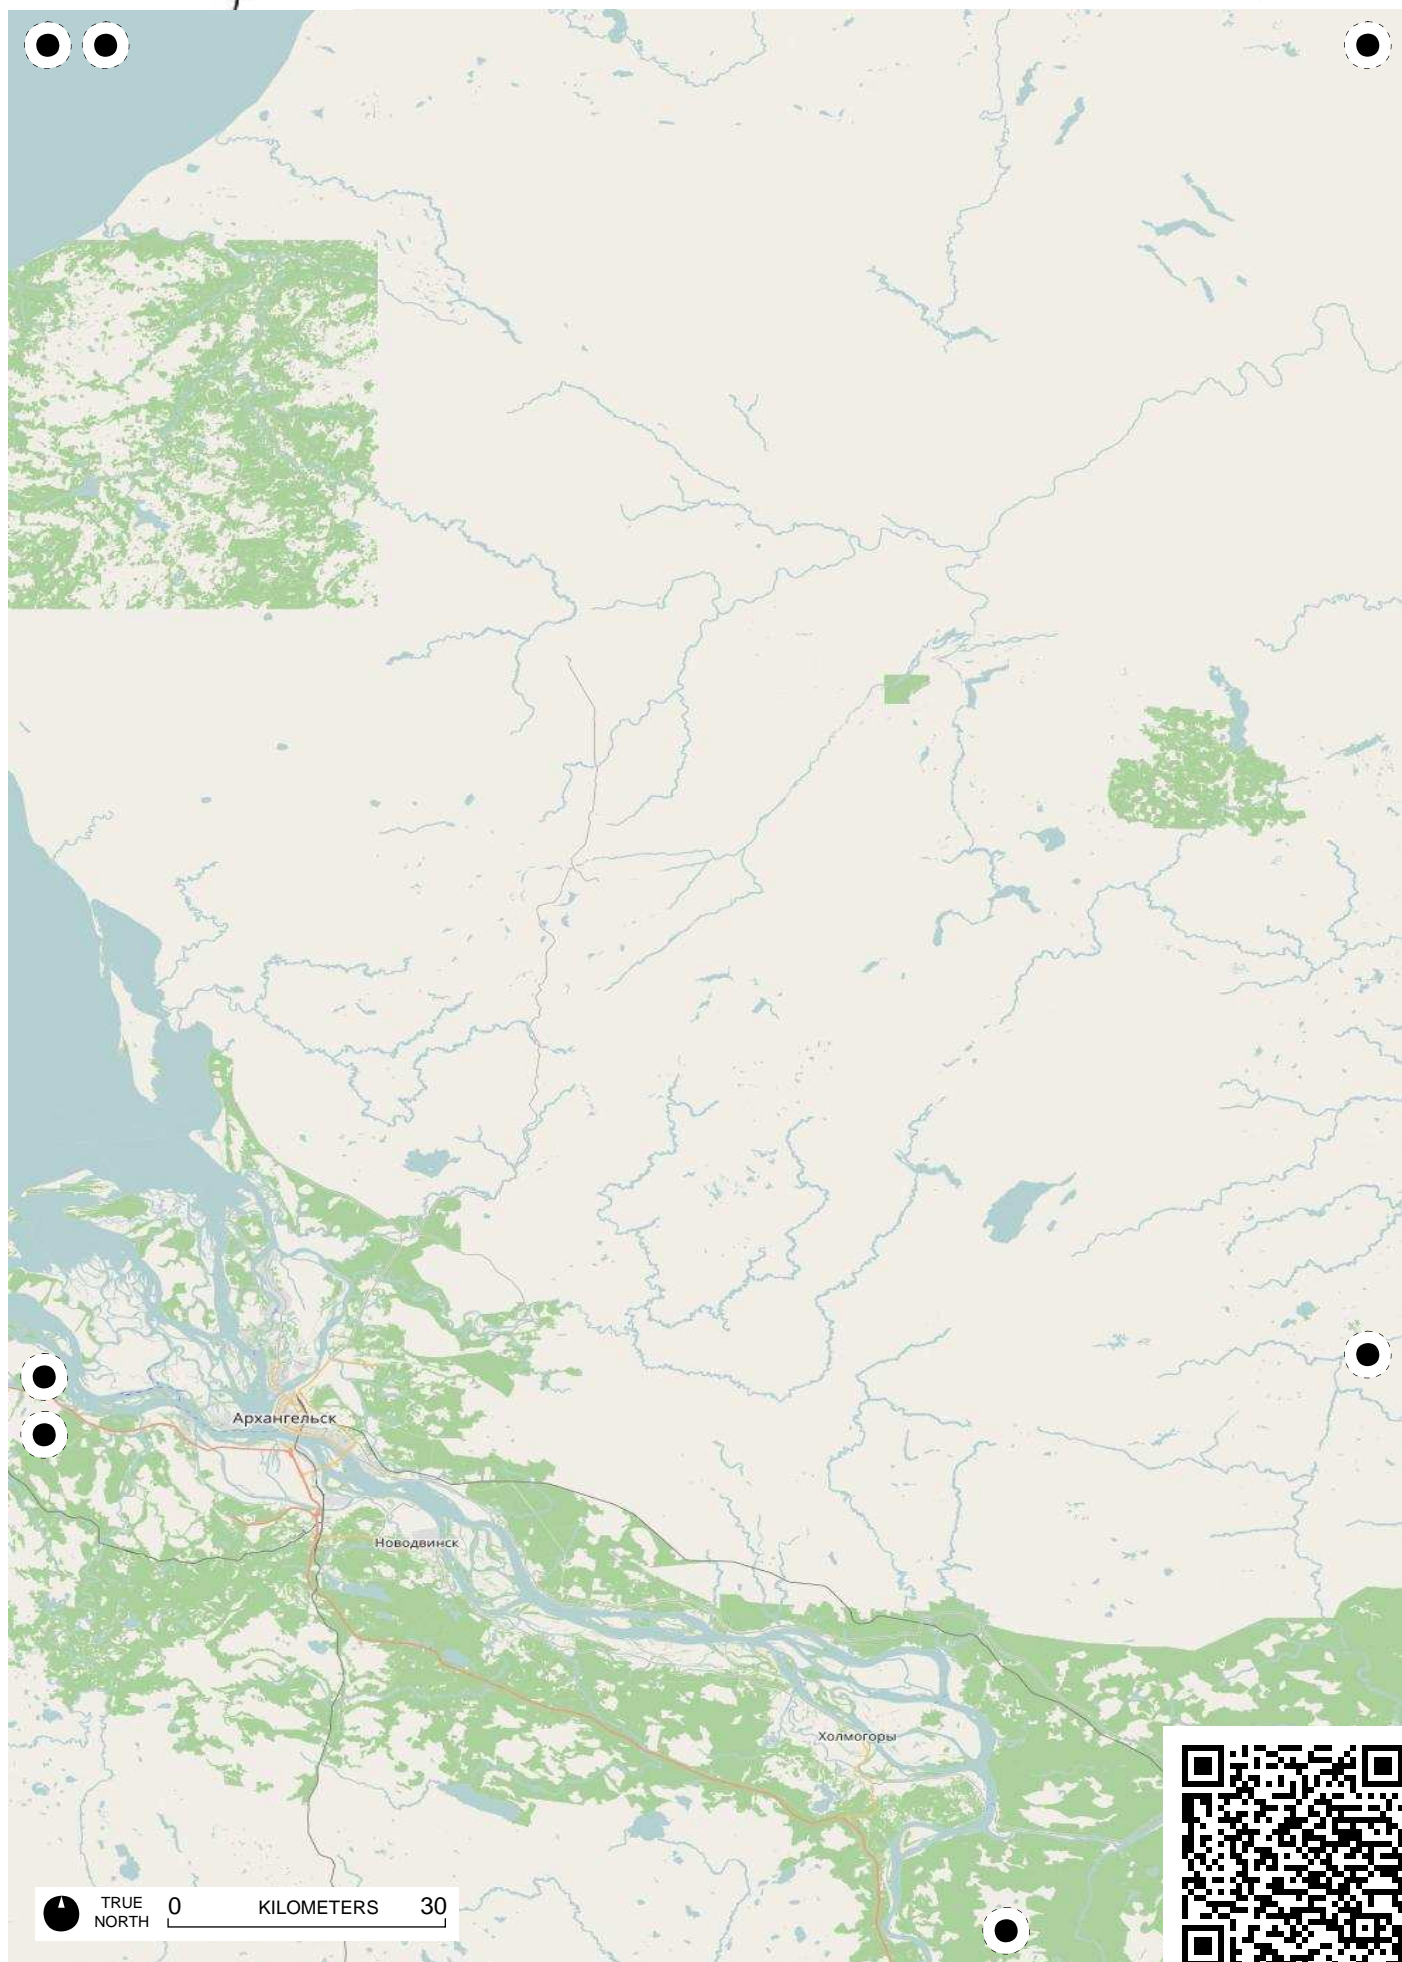 Архангельск
Новодвинск
Холмогоры
TRUE
NORTH
0 KILOMETERS 30